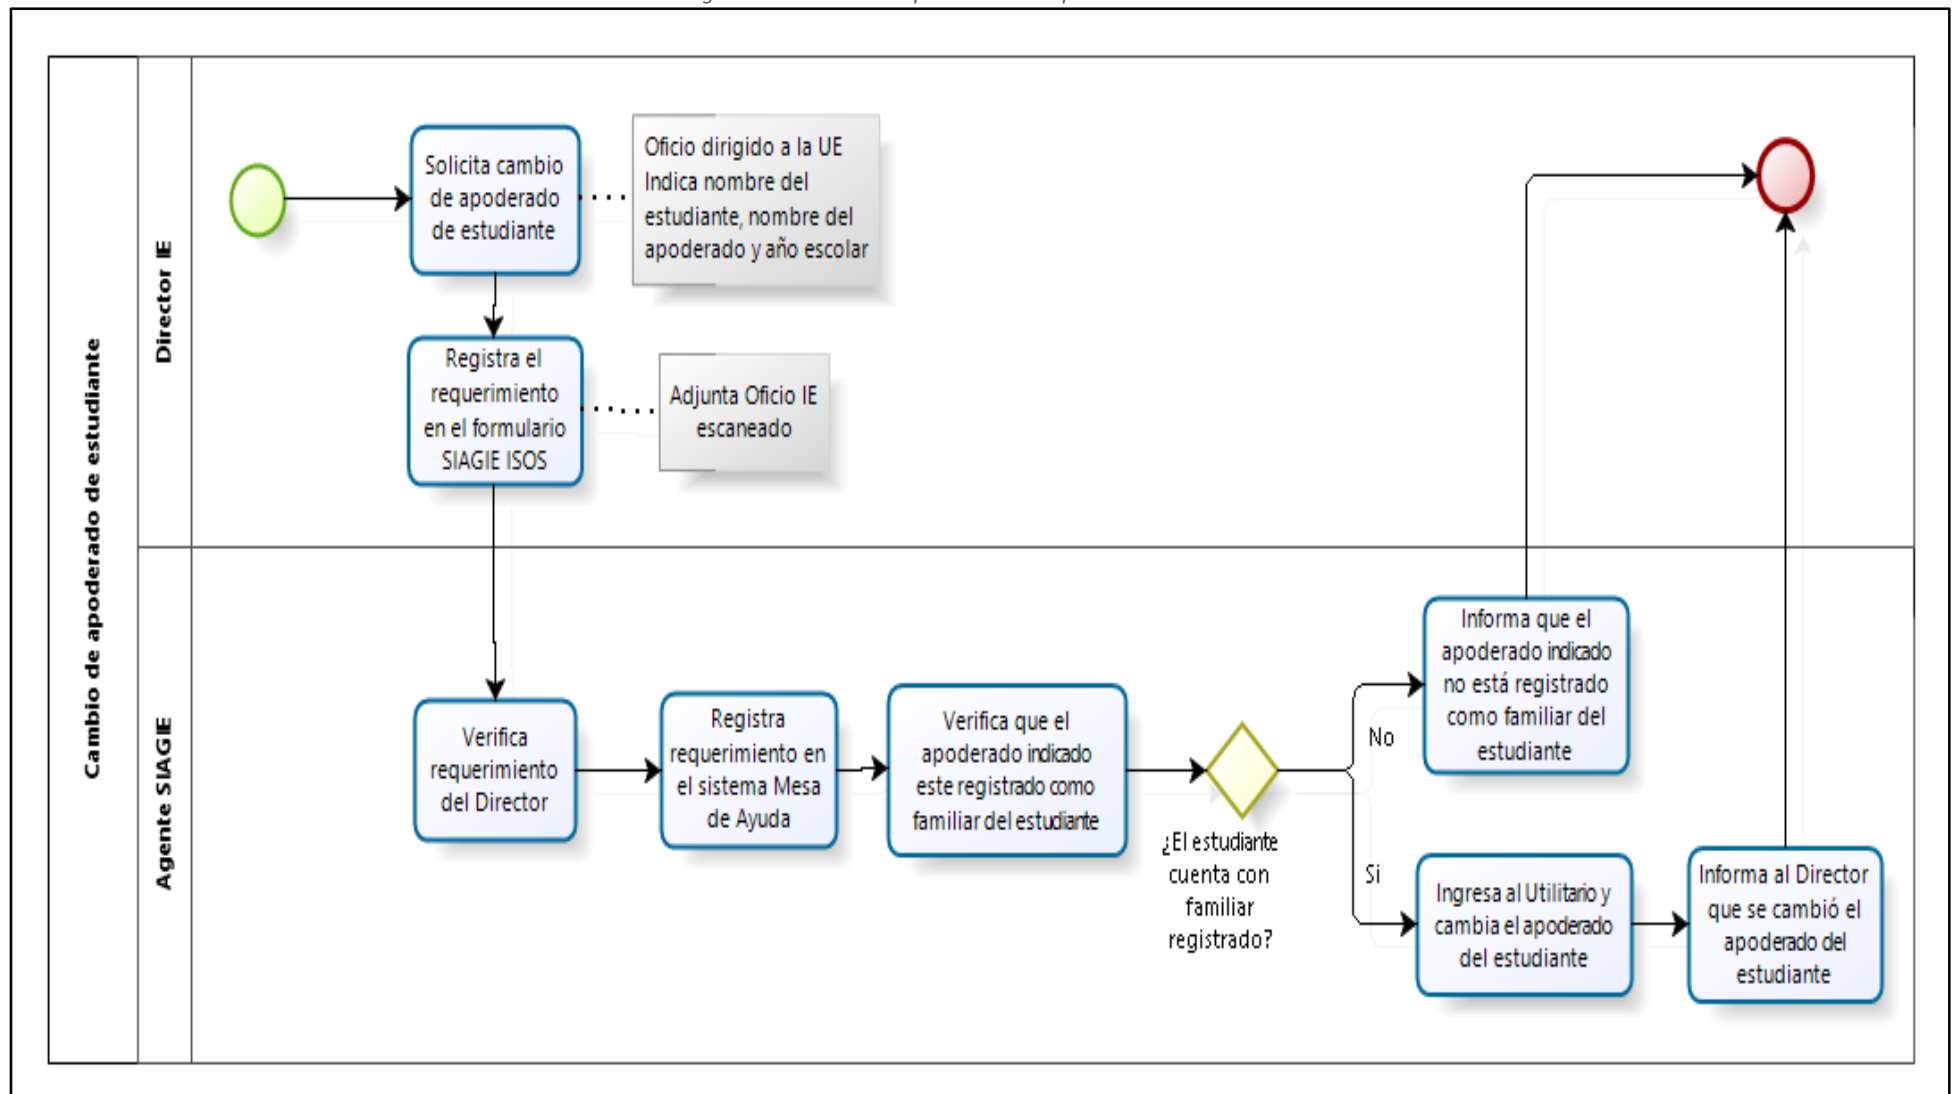 Cambio de apoderado de estudiante
Director IE
Solicita cambio
de apoderado
de estudiante
Oficio dirigido a la UE
Indica nombre del
estudiante, nombre del
apoderado y año escolar
Registra el
requerimiento
en el formulario
SIAGIE ISOS
Adjunta Oficio IE
escaneado
Agente SIAGIE
Verifica
requerimiento
del Director
Registra
requerimiento en
el sistema Mesa
de Ayuda
Verifica que el
apoderado indicado
este registrado como
familiar del estudiante
¿El estudiante
cuenta con
familiar
registrado?
No
Informa que el
apoderado indicado
no está registrado
como familiar del
estudiante
Si
Ingresa al Utilitario y
cambia el apoderado
del estudiante
Informa al Director
que se cambió el
apoderado del
estudiante